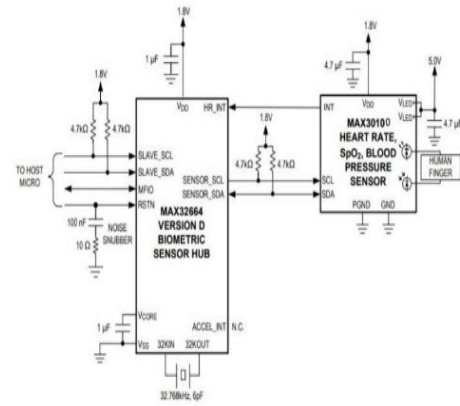 1.8V
1 µF
VDD
HR_INT
1.8V
4.7kΩ
4.7kΩ
SLAVE_SCL
SLAVE_SDA
TO HOST
MICRO
MFIO
RSTN
100 nF
NOISE
SNUBBER
10 Ω
MAX32664
VERSION D
BIOMETRIC
SENSOR HUB
SENSOR_SCL
SENSOR_SDA
VCORE
1 µF
VSS
32KIN
32KOUT
ACCEL_INT
N.C.
32.768kHz, 6pF
1.8V
4.7kΩ
4.7kΩ
1.8V
4.7 µF
5.0V
INT
VDD
VLED
VLED
4.7 µF
MAX30100
HEART RATE,
SpO2, BLOOD
PRESSURE
SENSOR
SCL
SDA
PGND
GND
HUMAN
FINGER